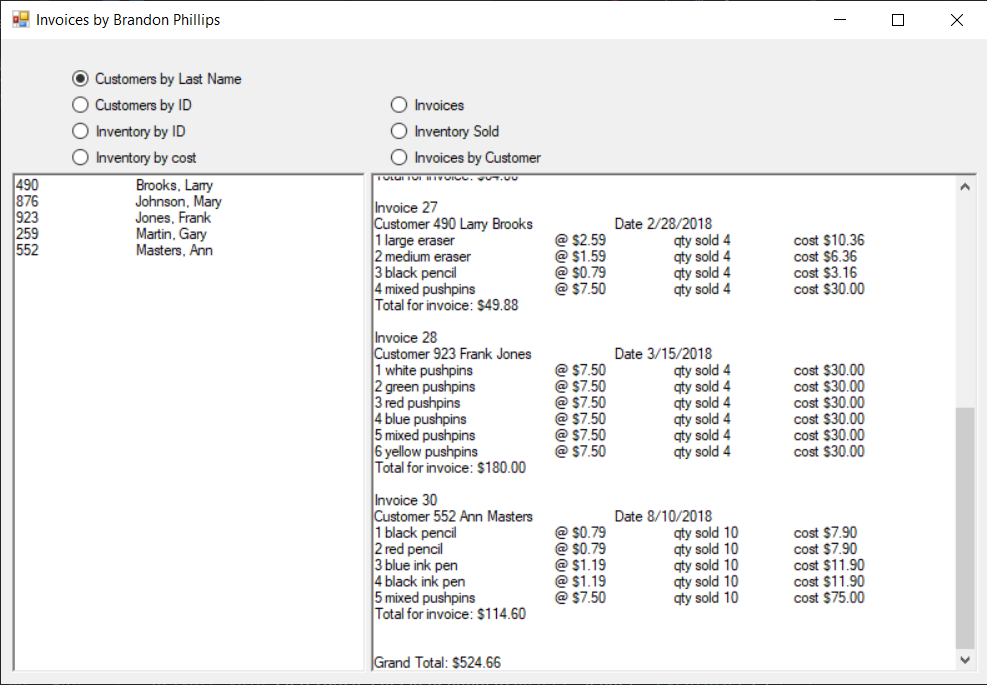 Invoices by Brandon Phillips
Customers by Last Name
Customers by ID
Inventory by ID
Inventory by cost
Invoices
Inventory Sold
Invoices by Customer
490 Brooks, Larry
876 Johnson, Mary
923 Jones, Frank
259 Martin, Gary
552 Masters, Ann
Invoice 27
Customer 490 Larry Brooks Date 2/28/2018
1 large eraser @ $2.59 qty sold 4 cost $10.36
2 medium eraser @ $1.59 qty sold 4 cost $6.36
3 black pencil @ $0.79 qty sold 4 cost $3.16
4 mixed pushpins @ $7.50 qty sold 4 cost $30.00
Total for invoice: $49.88
Invoice 28
Customer 923 Frank Jones Date 3/15/2018
1 white pushpins @ $7.50 qty sold 4 cost $30.00
2 green pushpins @ $7.50 qty sold 4 cost $30.00
3 red pushpins @ $7.50 qty sold 4 cost $30.00
4 blue pushpins @ $7.50 qty sold 4 cost $30.00
5 mixed pushpins @ $7.50 qty sold 4 cost $30.00
6 yellow pushpins @ $7.50 qty sold 4 cost $30.00
Total for invoice: $180.00
Invoice 30
Customer 552 Ann Masters Date 8/10/2018
1 black pencil @ $0.79 qty sold 10 cost $7.90
2 red pencil @ $0.79 qty sold 10 cost $7.90
3 blue ink pen @ $1.19 qty sold 10 cost $11.90
4 black ink pen @ $1.19 qty sold 10 cost $11.90
5 mixed pushpins @ $7.50 qty sold 10 cost $75.00
Total for invoice: $114.60
Grand Total: $524.66